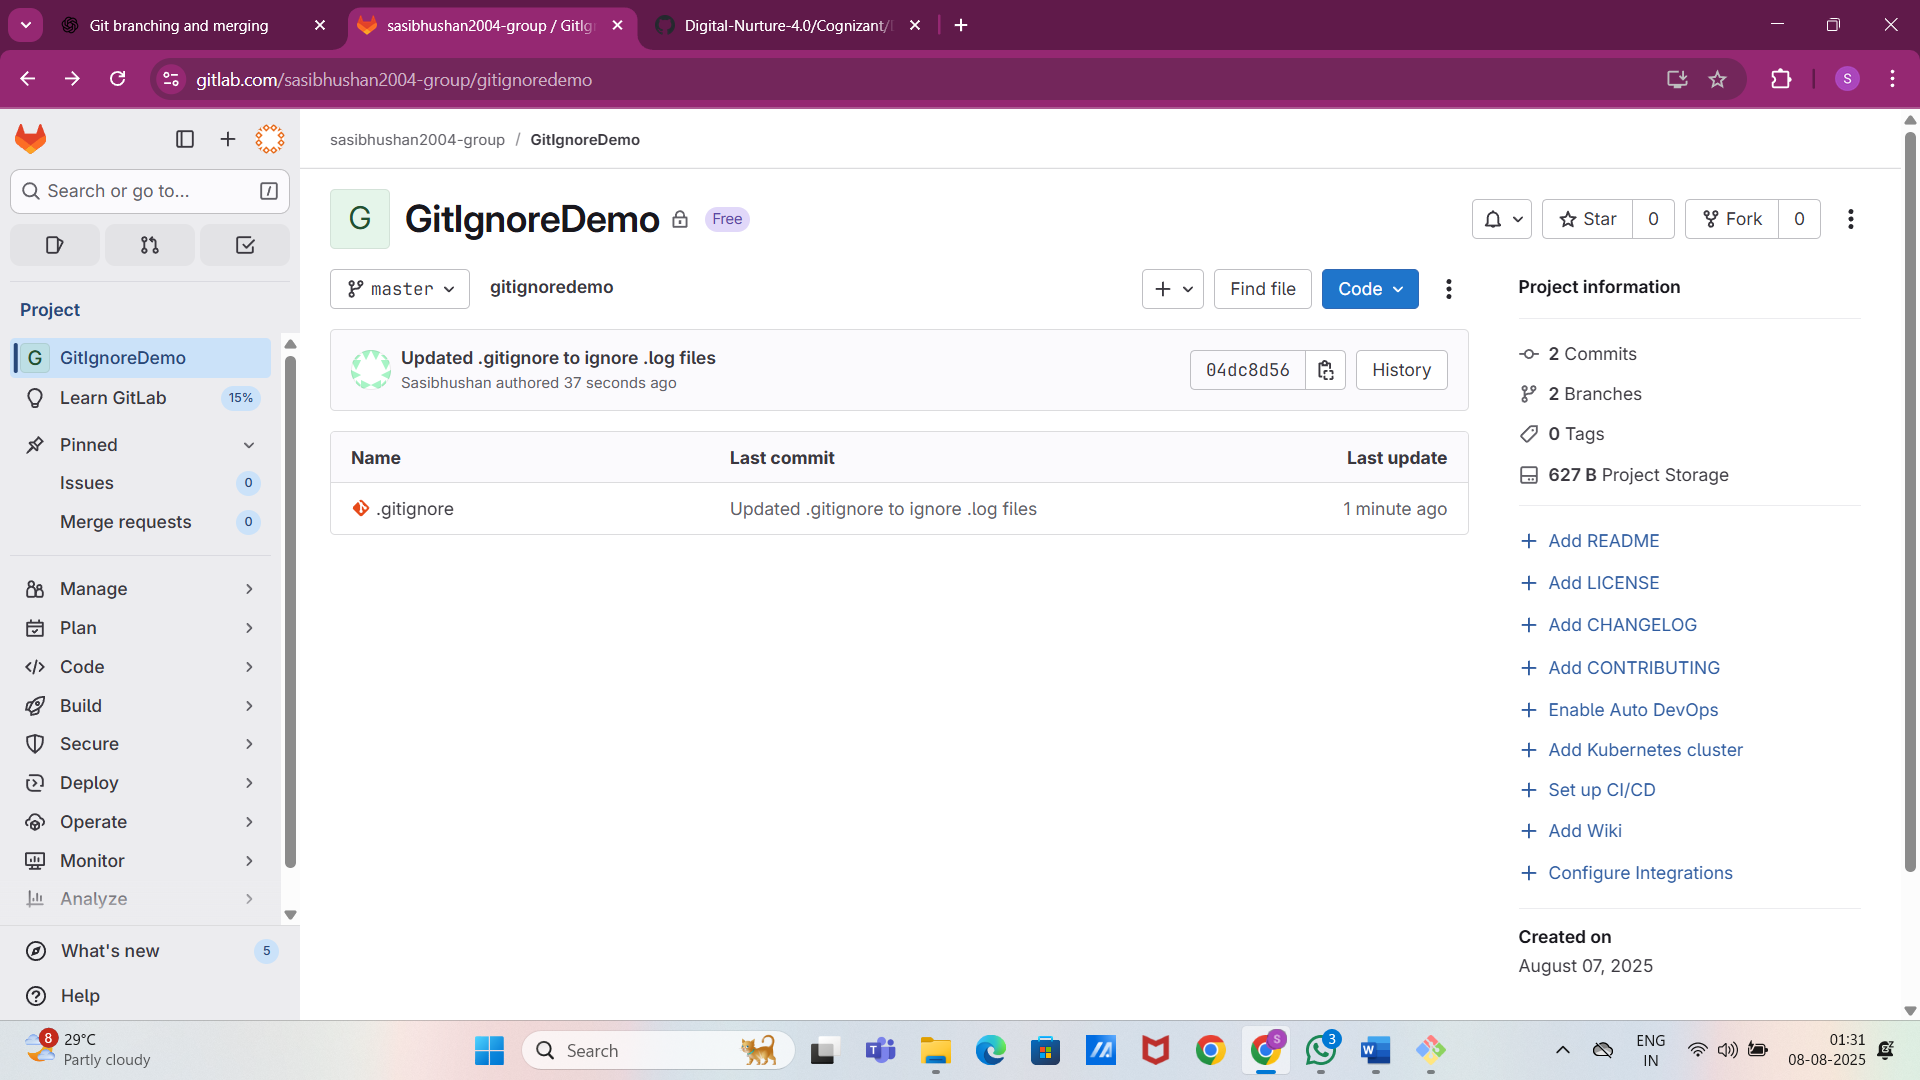 Git branching and merging
sasibhushan2004-group / GitIg
Digital-Nurture-4.0/Cognizant/
gitlab.com/sasibhushan2004-group/gitignoredemo
S
Search or go to...
/
Project
G GitIgnoreDemo
Learn GitLab 15%
Pinned
Issues 0
Merge requests 0
Manage
Plan
Code
Build
Secure
Deploy
Operate
Monitor
Analyze
What's new 5
Help
sasibhushan2004-group / GitIgnoreDemo
G GitIgnoreDemo Free
Star 0
Fork 0
master
gitignoredemo
Find file
Code
Updated .gitignore to ignore .log files
Sasibhushan authored 37 seconds ago
04dc8d56
History
Name Last commit Last update
.gitignore Updated .gitignore to ignore .log files 1 minute ago
Project information
2 Commits
2 Branches
0 Tags
627 B Project Storage
Add README
Add LICENSE
Add CHANGELOG
Add CONTRIBUTING
Enable Auto DevOps
Add Kubernetes cluster
Set up CI/CD
Add Wiki
Configure Integrations
Created on
August 07, 2025
8
29°C
Partly cloudy
Search
S
3
ENG
IN
01:31
08-08-2025